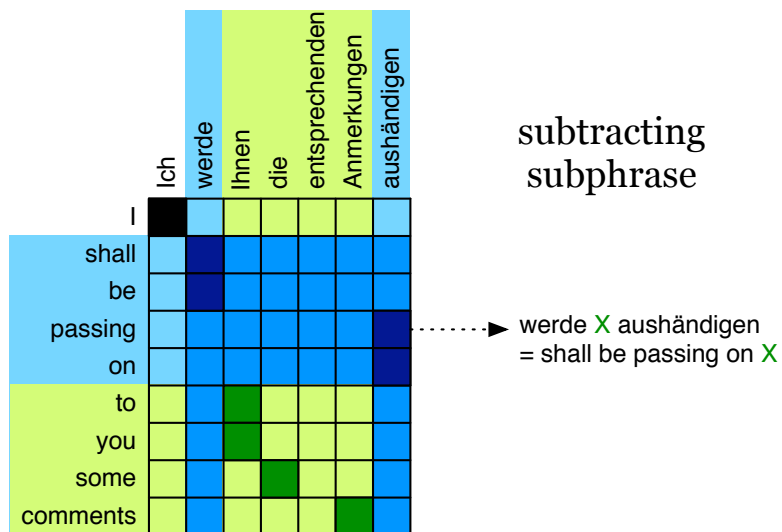 Ich
werde
Ihnen
die
entsprechenden
Anmerkungen
aushändigen
subtracting
subphrase
I
shall
be
passing
on
to
you
some
comments
werde X aushändigen
= shall be passing on X